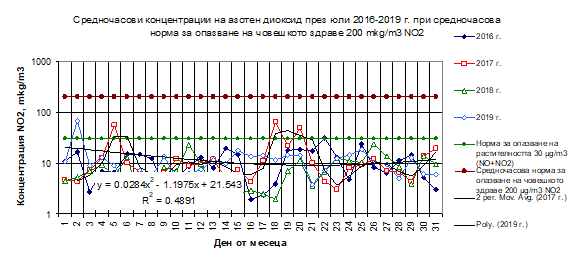 Средночасови концентрации на азотен диоксид през юли 2016-2019 г. при средночасова
норма за опазване на човешкото здраве 200 mkg/m3 NO2
Концентрация NO2, mkg/m3
1000
100
10
1
y = 0.0284x² - 1.1975x + 21.543
R² = 0.4891
1 2 3 4 5 6 7 8 9 10 11 12 13 14 15 16 17 18 19 20 21 22 23 24 25 26 27 28 29 30 31
Ден от месеца
2016 г.
2017 г.
2018 г.
2019 г.
Норма за опазване на
растителността 30 µg/m3
(NO+NO2)
Средночасова норма за
опазване на човешкото
здраве 200 µg/m3 NO2
2 per. Mov. Avg. (2017 г.)
Poly. (2019 г.)